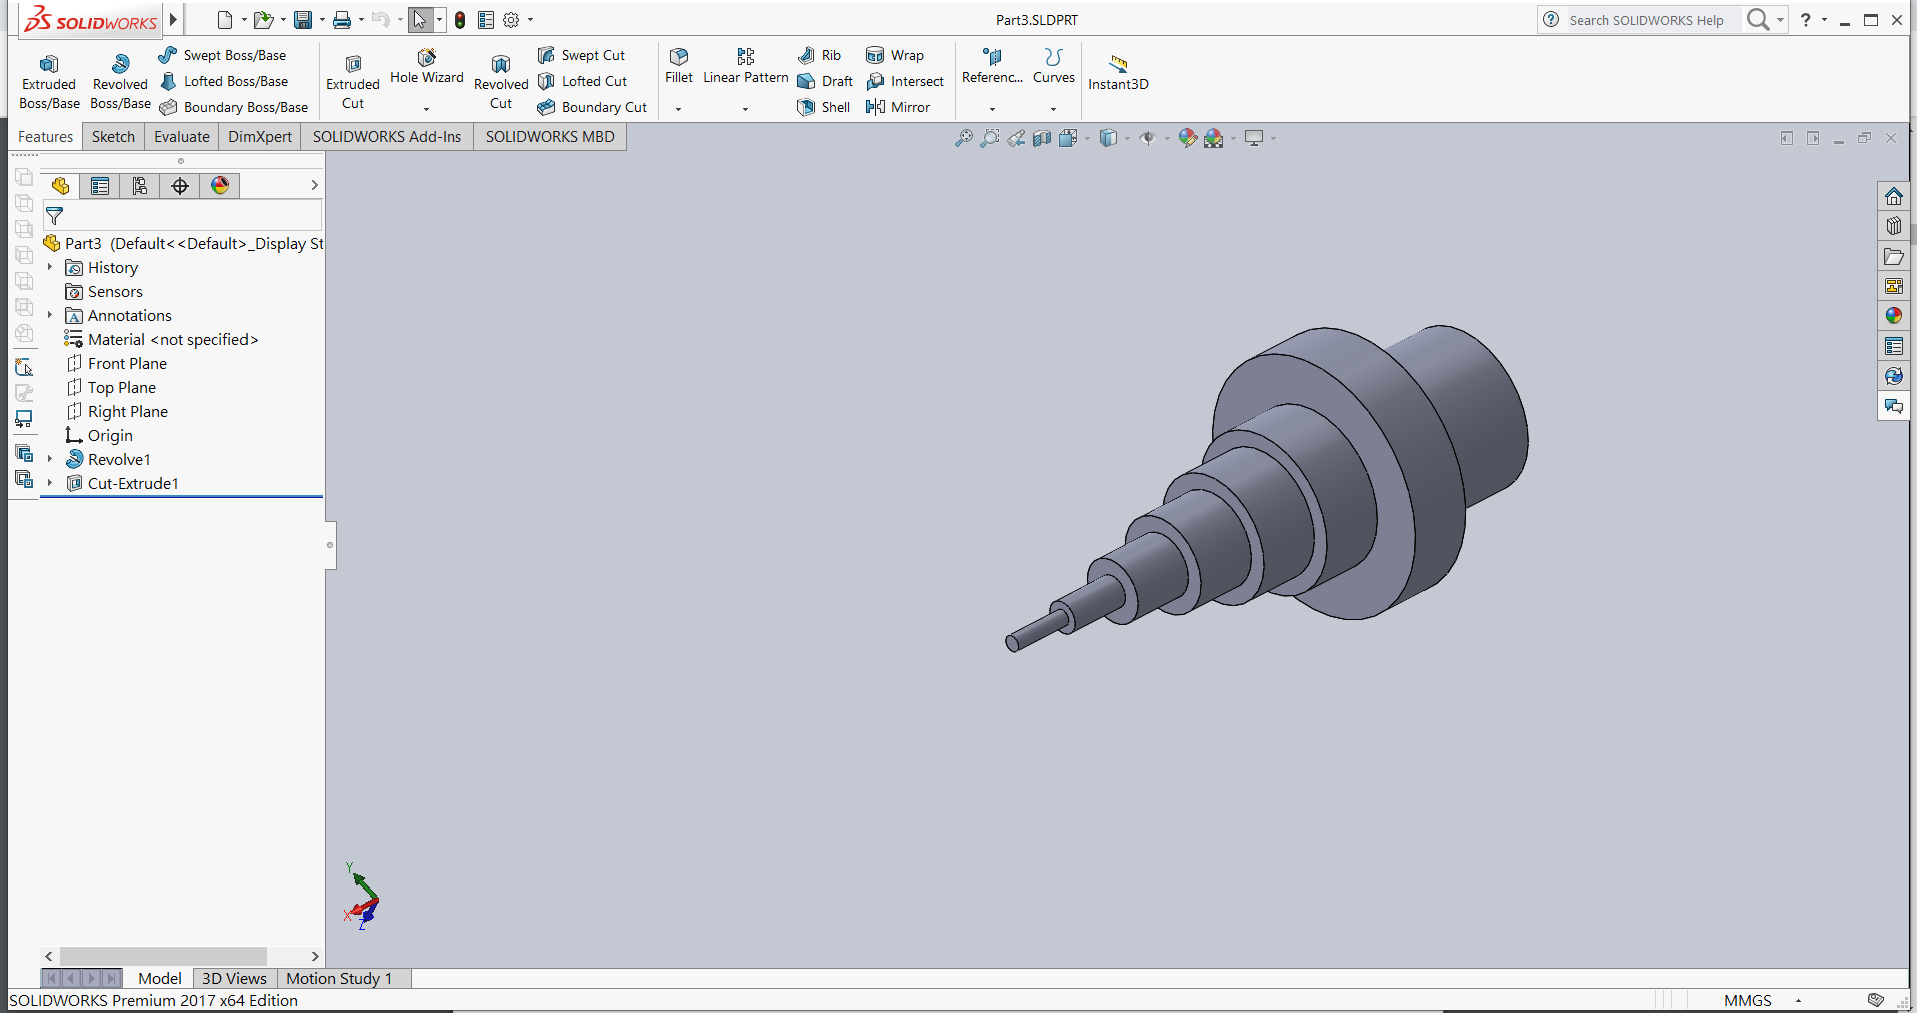 SOLIDWORKS
Part3.SLDPRT
Search SOLIDWORKS Help
?
Extruded Boss/Base
Revolved Boss/Base
Swept Boss/Base
Lofted Boss/Base
Boundary Boss/Base
Extruded Cut
Hole Wizard
Revolved Cut
Swept Cut
Lofted Cut
Boundary Cut
Fillet
Linear Pattern
Rib
Draft
Shell
Wrap
Intersect
Mirror
Referenc...
Curves
Instant3D
Features
Sketch
Evaluate
DimXpert
SOLIDWORKS Add-Ins
SOLIDWORKS MBD
Part3 (Default<<Default>_Display St
History
Sensors
Annotations
Material <not specified>
Front Plane
Top Plane
Right Plane
Origin
Revolve1
Cut-Extrude1
Y
X
Z
Model
3D Views
Motion Study 1
SOLIDWORKS Premium 2017 x64 Edition
MMGS